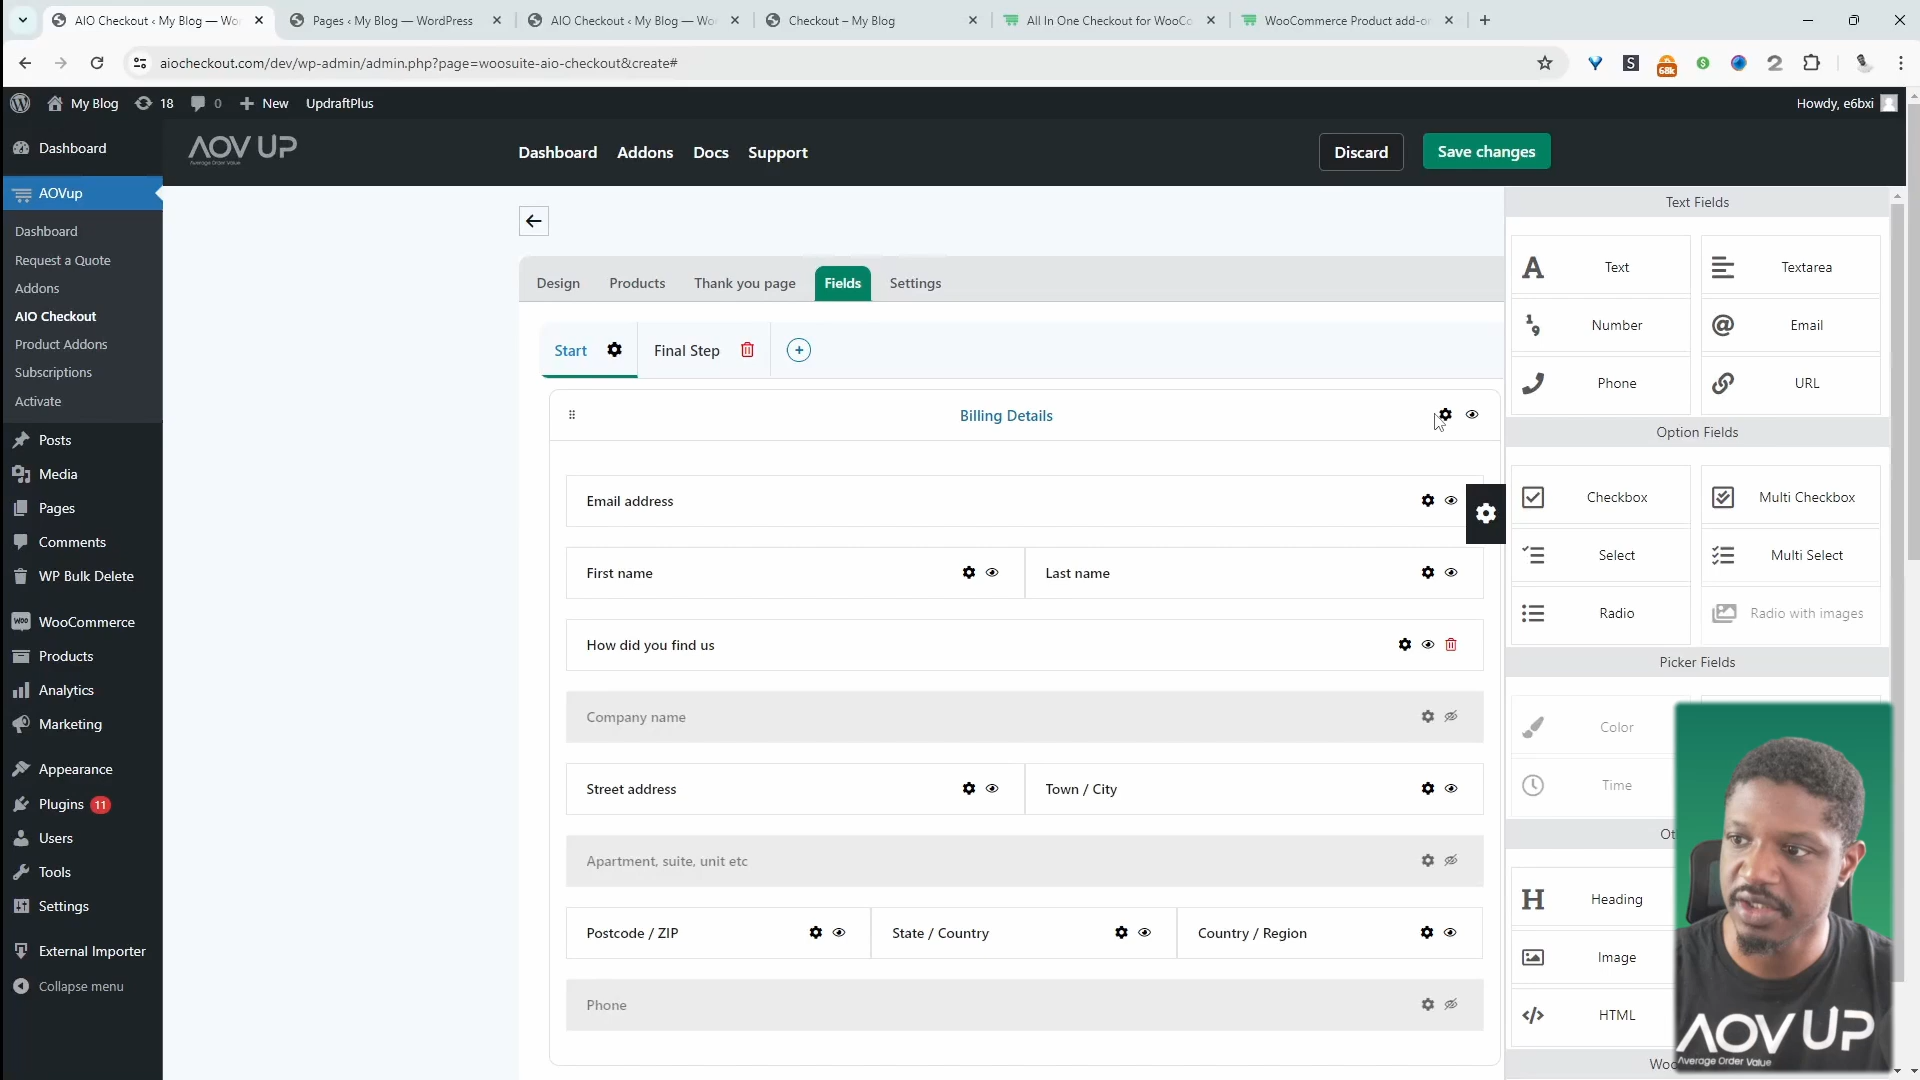 AIO Checkout ‹ My Blog — Wo
Pages ‹ My Blog — WordPress
AIO Checkout ‹ My Blog — Wo
Checkout – My Blog
All In One Checkout for WooCo
WooCommerce Product add-o
aiocheckout.com/dev/wp-admin/admin.php?page=woosuite-aio-checkout&create#
68k
My Blog
18
0
New
UpdraftPlus
Howdy, e6bxi
Dashboard
AOV UP
Average Order Value
Dashboard
Addons
Docs
Support
Discard
Save changes
AOVup
Dashboard
Request a Quote
Addons
AIO Checkout
Product Addons
Subscriptions
Activate
Posts
Media
Pages
Comments
WP Bulk Delete
WooCommerce
Products
Analytics
Marketing
Appearance
Plugins 11
Users
Tools
Settings
External Importer
Collapse menu
Design
Products
Thank you page
Fields
Settings
Start
Final Step
Billing Details
Email address
First name
Last name
How did you find us
Company name
Street address
Town / City
Apartment, suite, unit etc
Postcode / ZIP
State / Country
Country / Region
Phone
Text Fields
Text
Textarea
Number
Email
Phone
URL
Option Fields
Checkbox
Multi Checkbox
Select
Multi Select
Radio
Radio with images
Picker Fields
Color
Time
Ot
Heading
Image
HTML
Woo
AOV UP
Average Order Value